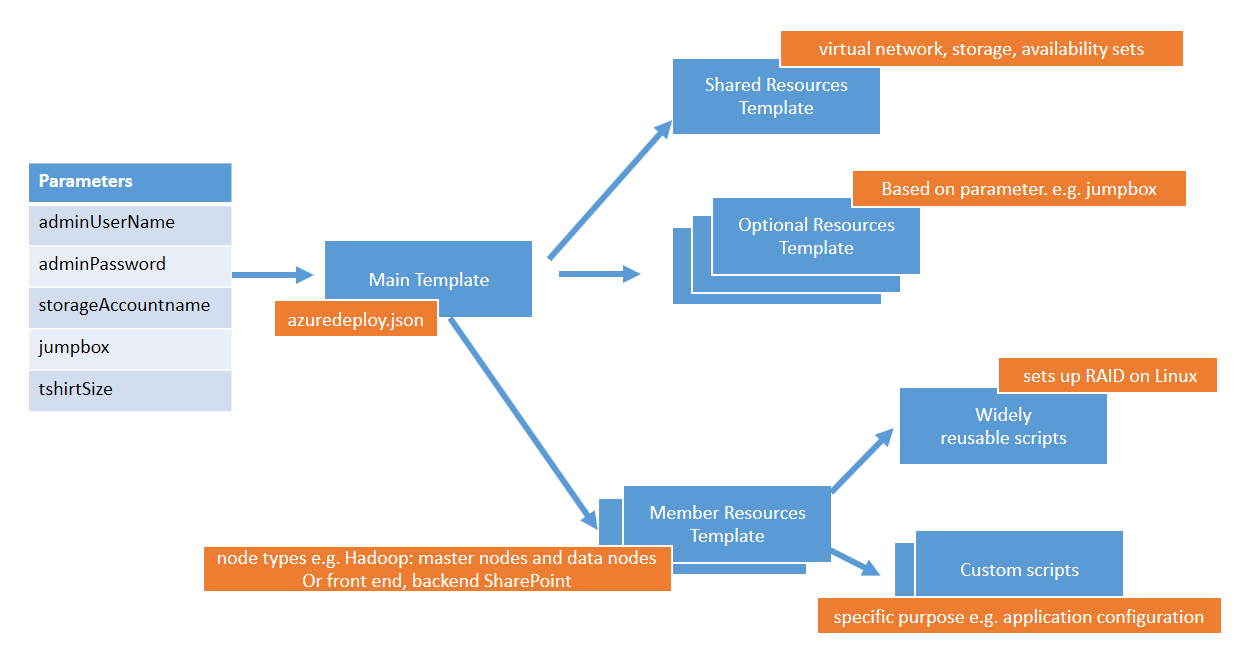 virtual network, storage, availability sets
Shared Resources
Template
Parameters
adminUserName
adminPassword
storageAccountname
jumpbox
tshirtSize
Based on parameter. e.g. jumpbox
Optional Resources
Template
Main Template
azuredeploy.json
sets up RAID on Linux
Widely
reusable scripts
Member Resources
Template
node types e.g. Hadoop: master nodes and data nodes
Or front end, backend SharePoint
Custom scripts
specific purpose e.g. application configuration